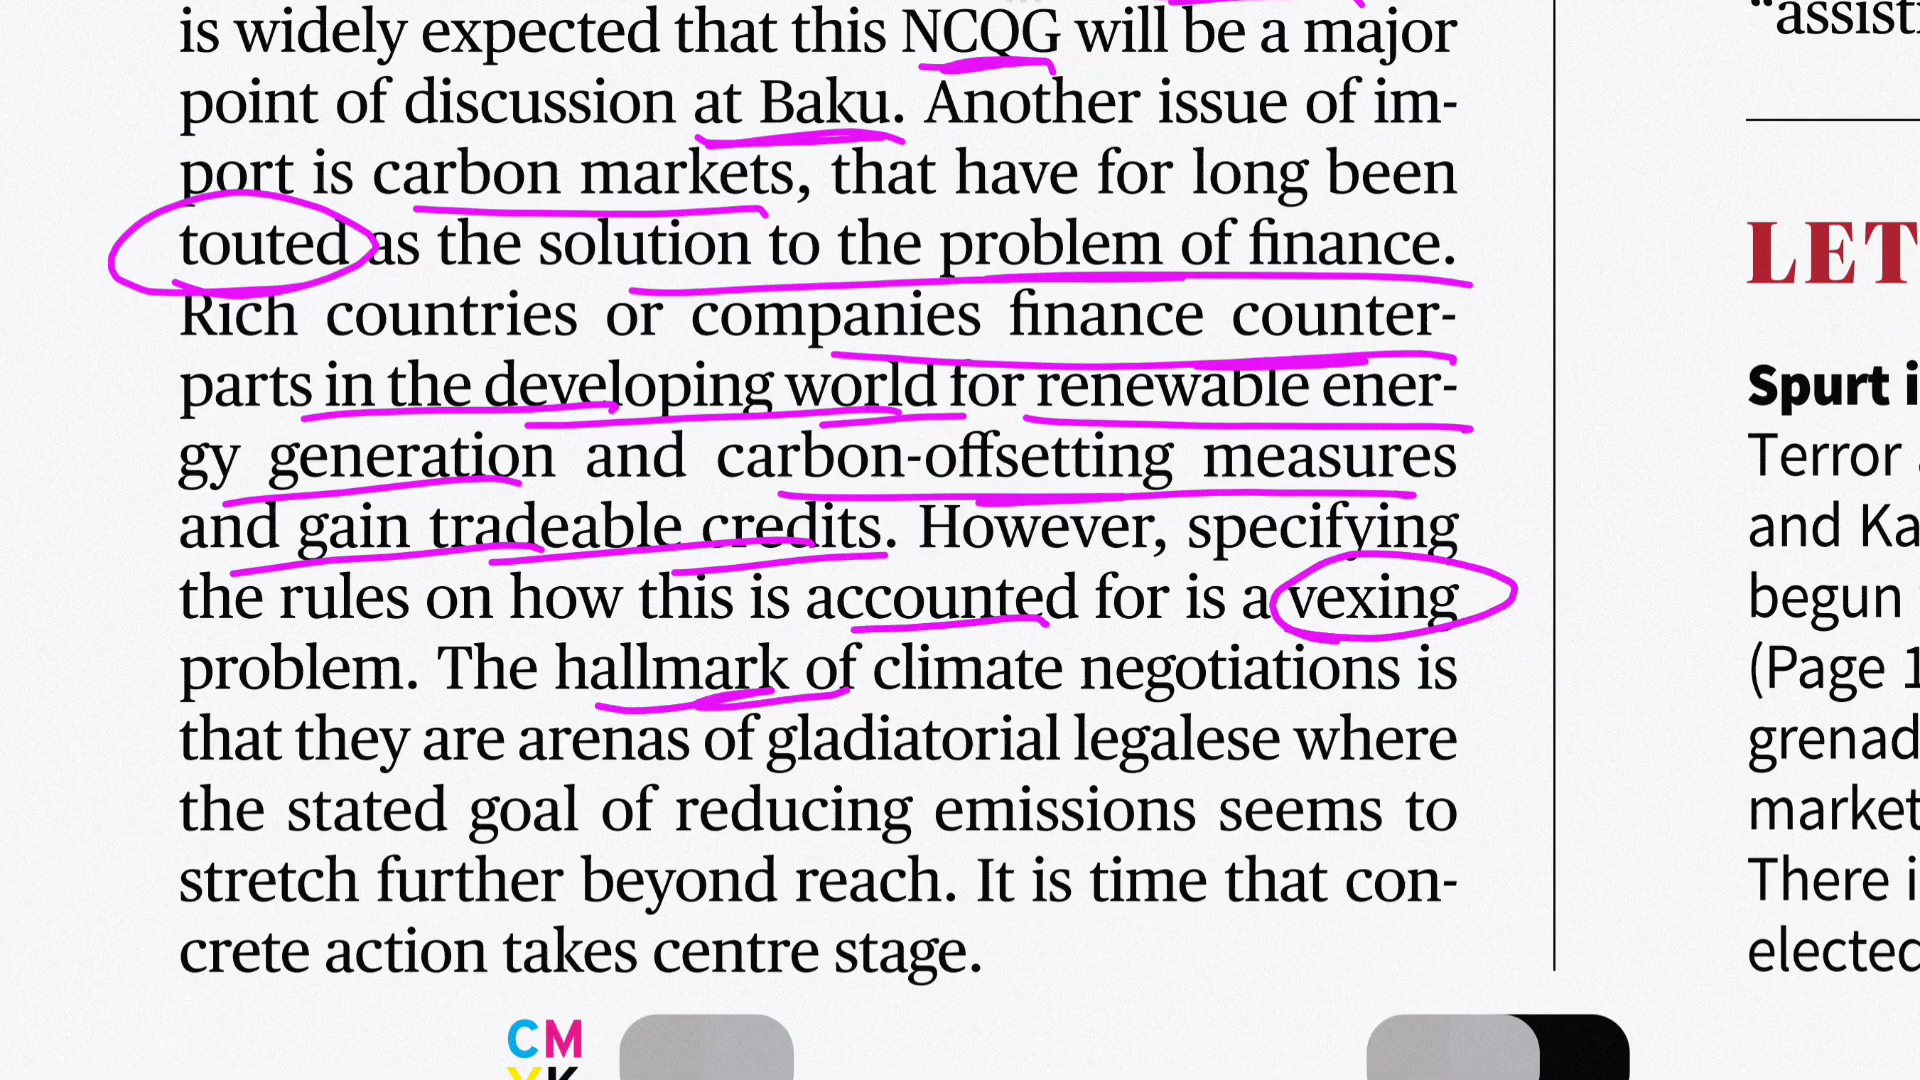 is widely expected that this NCQG will be a major
point of discussion at Baku. Another issue of im-
port is carbon markets, that have for long been
touted as the solution to the problem of finance.
Rich countries or companies finance counter-
parts in the developing world for renewable ener-
gy generation and carbon-offsetting measures
and gain tradeable credits. However, specifying
the rules on how this is accounted for is a vexing
problem. The hallmark of climate negotiations is
that they are arenas of gladiatorial legalese where
the stated goal of reducing emissions seems to
stretch further beyond reach. It is time that con-
crete action takes centre stage.
CM
YK
"assisti
LET
Spurt i
Terror
and Ka
begun
(Page 1
grenad
market
There i
elected